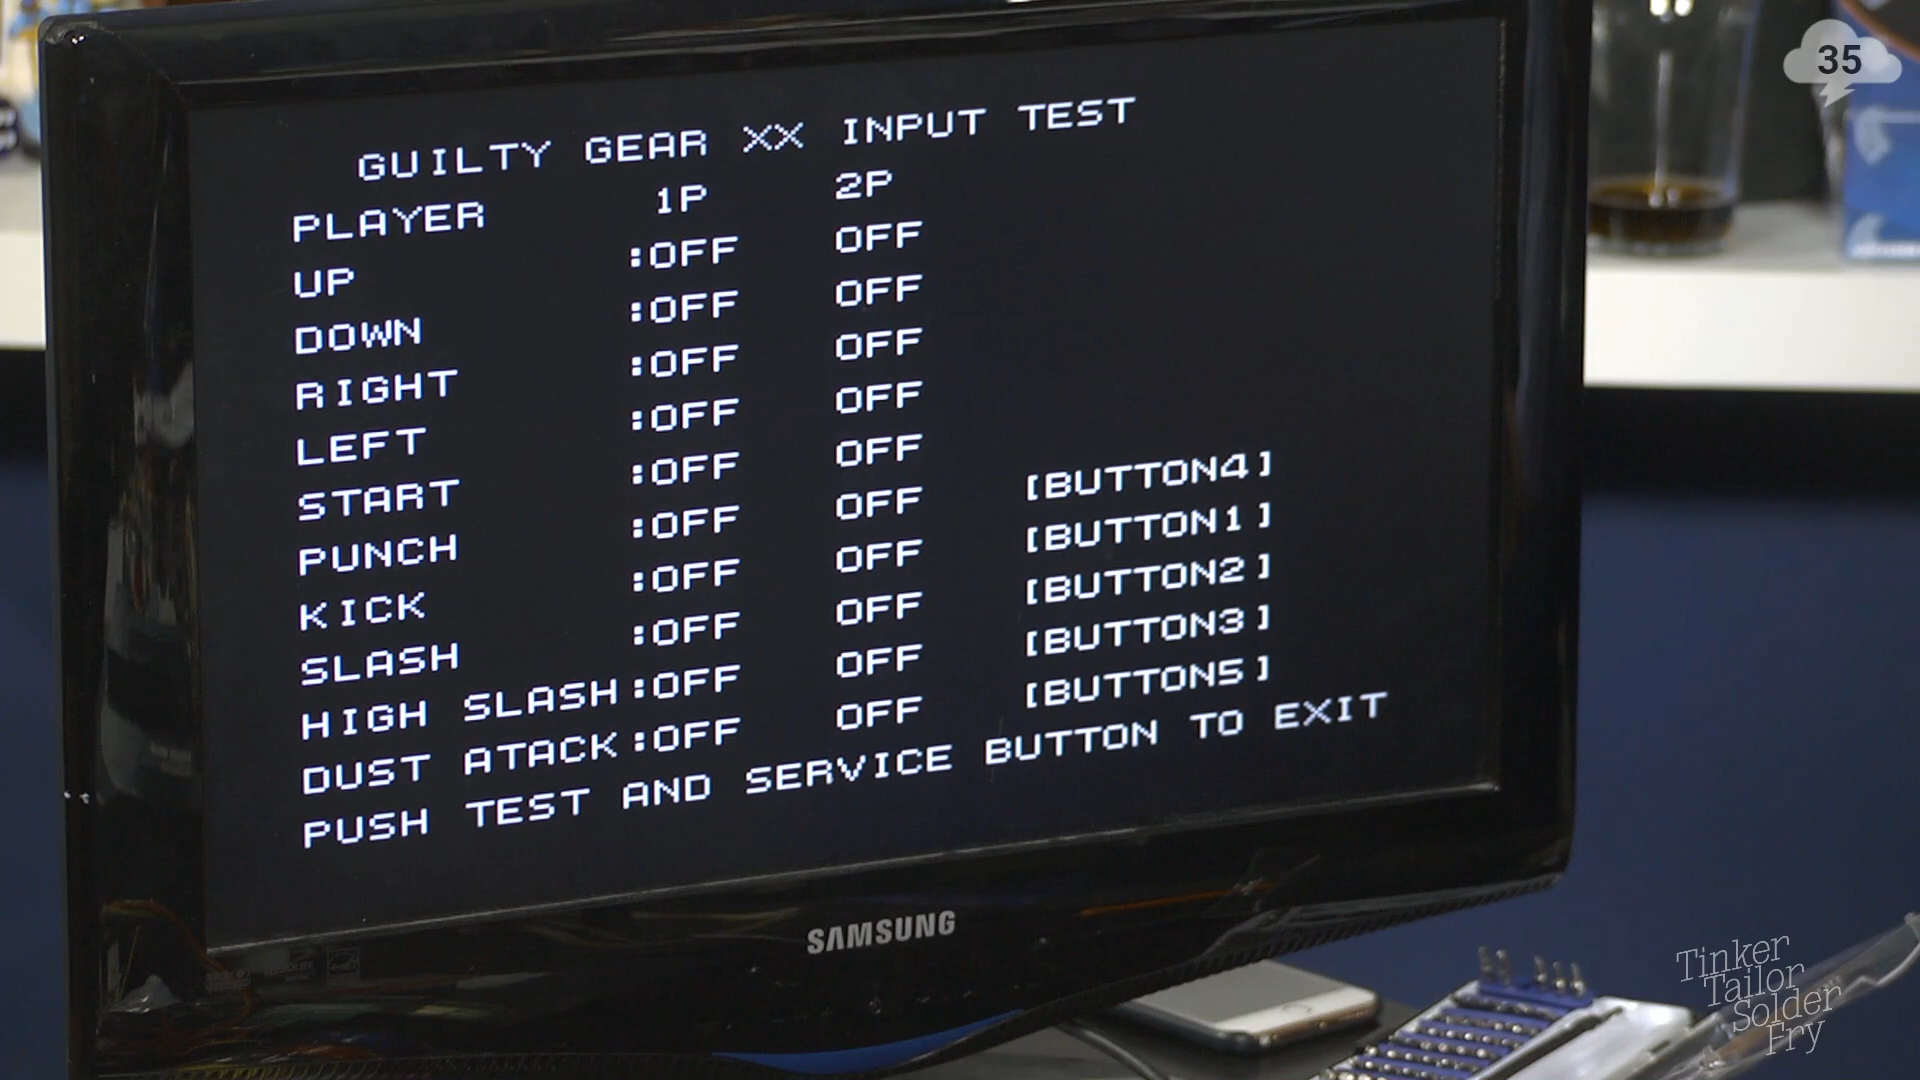 35
GUILTY GEAR XX INPUT TEST
PLAYER 1P 2P
UP :OFF OFF
DOWN :OFF OFF
RIGHT :OFF OFF
LEFT :OFF OFF
START :OFF OFF
PUNCH :OFF OFF [BUTTON4]
KICK :OFF OFF [BUTTON1]
SLASH :OFF OFF [BUTTON2]
HIGH SLASH:OFF OFF [BUTTON3]
DUST ATACK:OFF OFF [BUTTON5]
PUSH TEST AND SERVICE BUTTON TO EXIT
SAMSUNG
Tinker
Tailor
Solder
Fry